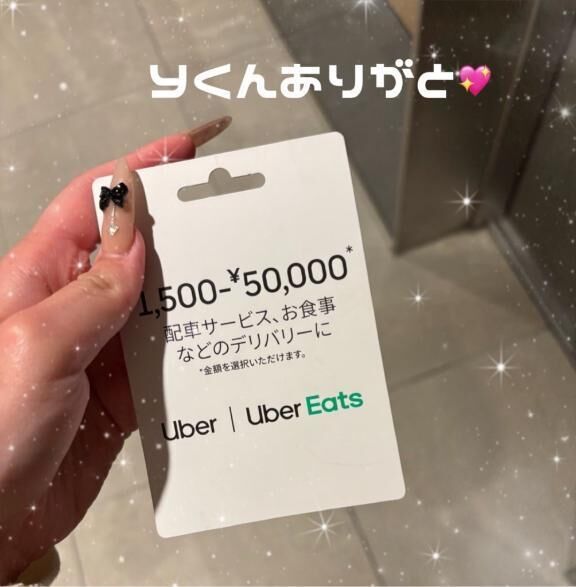 yくんありがと💖
1,500-¥50,000*
配車サービス、お食事
などのデリバリーに
*金額を選択いただけます。
Uber | Uber Eats